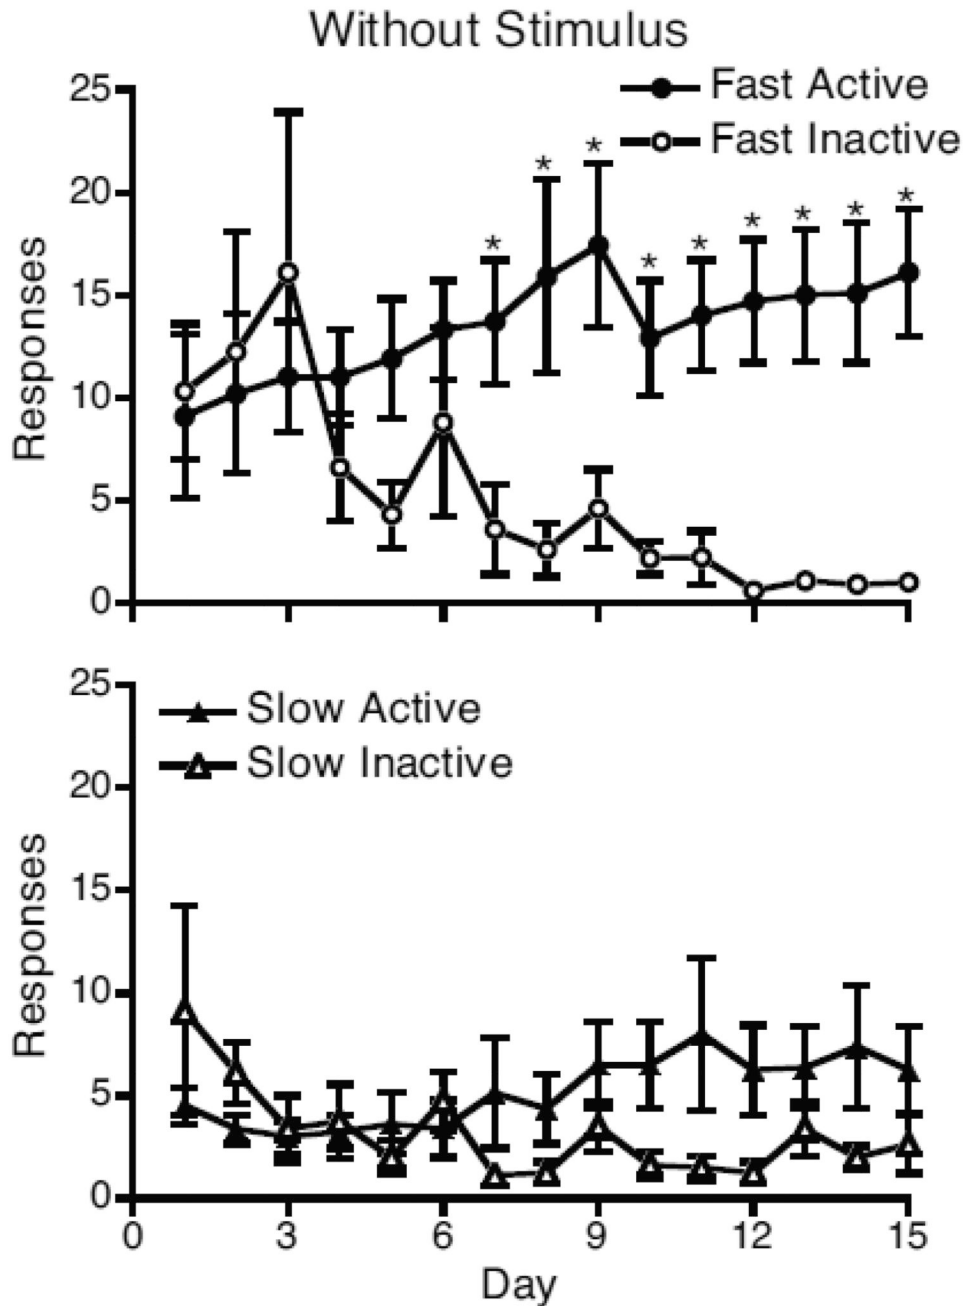 Without Stimulus
25
20
15
10
5
0
Responses
Fast Active
Fast Inactive
* * * * * * * * *
25
20
15
10
5
0
Responses
Slow Active
Slow Inactive
0 3 6 9 12 15
Day